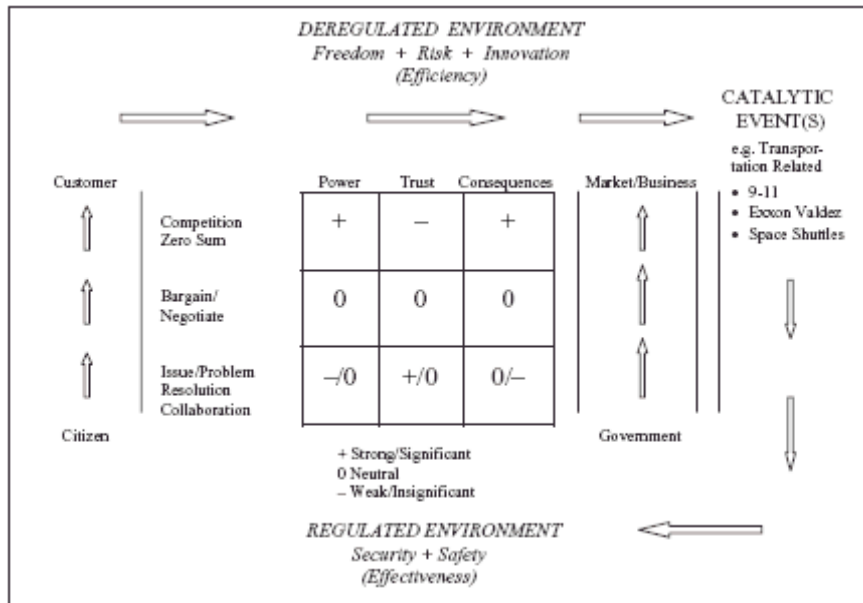 DEREGULATED ENVIRONMENT
Freedom + Risk + Innovation
(Efficiency)
CATALYTIC
EVENT(S)
e.g. Transpor-
tation Related
• 9-11
• Exxon Valdez
• Space Shuttles
Customer
Power Trust Consequences
Market/Business
Competition
Zero Sum
+ – +
Bargain/
Negotiate
0 0 0
Issue/Problem
Resolution
Collaboration
–/0 +/0 0/–
Citizen
Government
+ Strong/Significant
0 Neutral
– Weak/Insignificant
REGULATED ENVIRONMENT
Security + Safety
(Effectiveness)